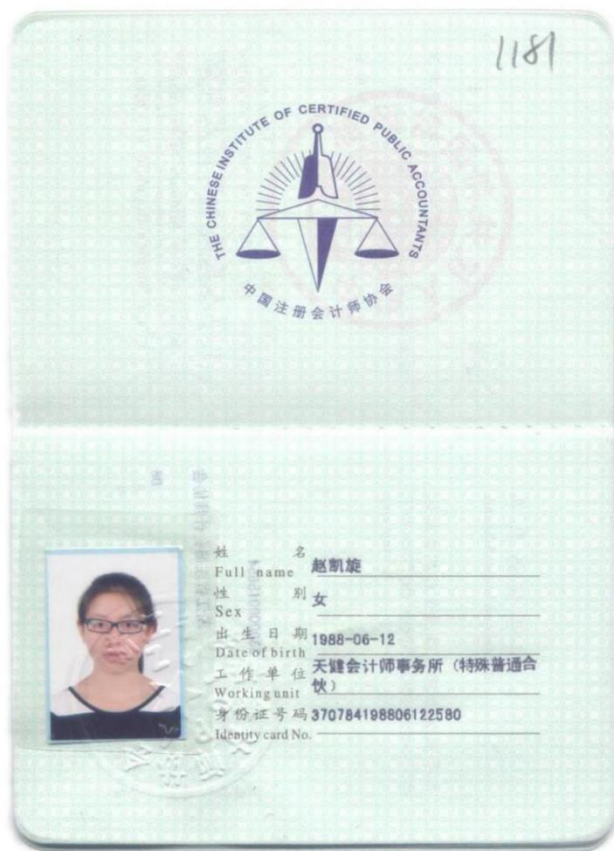 1181
THE CHINESE INSTITUTE OF CERTIFIED PUBLIC ACCOUNTANTS
中国注册会计师协会
姓 名 赵凯旋
Full name
性 别 女
Sex
出生日期 1988-06-12
Date of birth
工作单位 天健会计师事务所（特殊普通合
Working unit 伙）
身份证号码 370784198806122580
Identity card No.